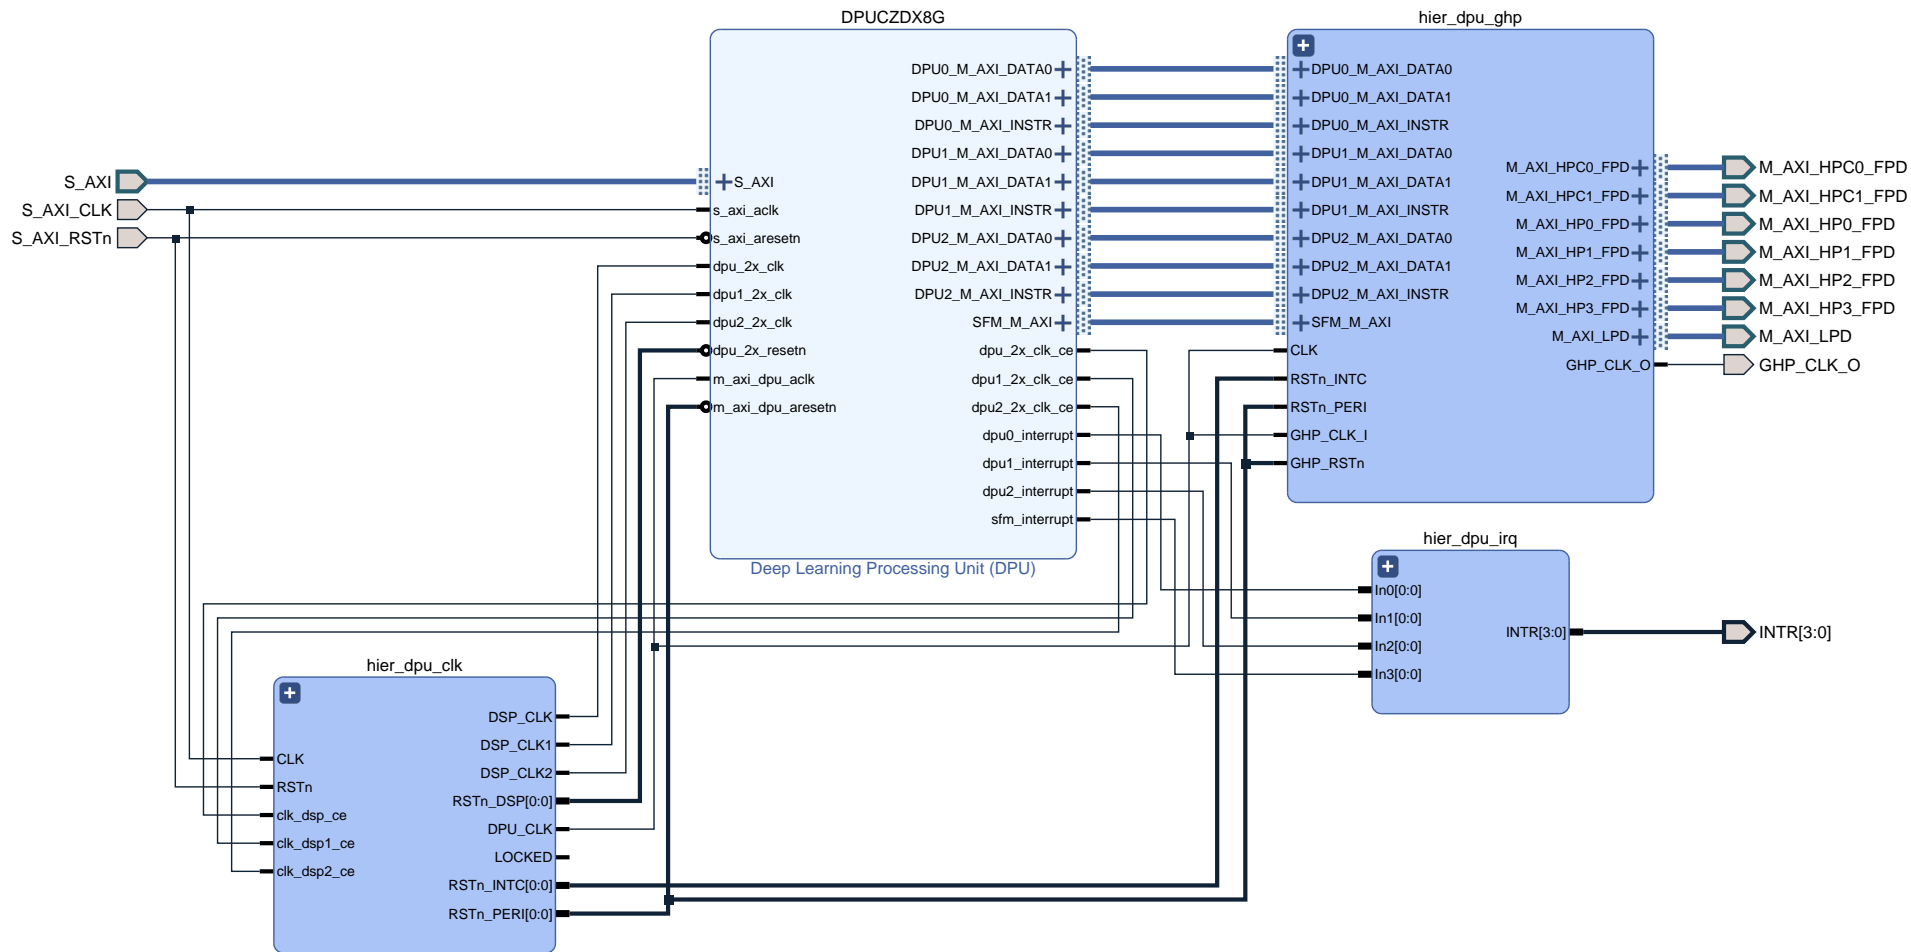 DPUCZDX8G
DPU0_M_AXI_DATA0
DPU0_M_AXI_DATA1
DPU0_M_AXI_INSTR
DPU1_M_AXI_DATA0
S_AXI
S_AXI
DPU1_M_AXI_DATA1
S_AXI_CLK
s_axi_aclk
DPU1_M_AXI_INSTR
S_AXI_RSTn
s_axi_aresetn
DPU2_M_AXI_DATA0
dpu_2x_clk
DPU2_M_AXI_DATA1
dpu1_2x_clk
DPU2_M_AXI_INSTR
dpu2_2x_clk
SFM_M_AXI
dpu_2x_resetn
dpu_2x_clk_ce
m_axi_dpu_aclk
dpu1_2x_clk_ce
m_axi_dpu_aresetn
dpu2_2x_clk_ce
dpu0_interrupt
dpu1_interrupt
dpu2_interrupt
sfm_interrupt
Deep Learning Processing Unit (DPU)
hier_dpu_ghp
DPU0_M_AXI_DATA0
DPU0_M_AXI_DATA1
DPU0_M_AXI_INSTR
DPU1_M_AXI_DATA0
M_AXI_HPC0_FPD
M_AXI_HPC0_FPD
DPU1_M_AXI_DATA1
M_AXI_HPC1_FPD
M_AXI_HPC1_FPD
DPU1_M_AXI_INSTR
M_AXI_HP0_FPD
M_AXI_HP0_FPD
DPU2_M_AXI_DATA0
M_AXI_HP1_FPD
M_AXI_HP1_FPD
DPU2_M_AXI_DATA1
M_AXI_HP2_FPD
M_AXI_HP2_FPD
DPU2_M_AXI_INSTR
M_AXI_HP3_FPD
M_AXI_HP3_FPD
SFM_M_AXI
M_AXI_LPD
M_AXI_LPD
CLK
GHP_CLK_O
GHP_CLK_O
RSTn_INTC
RSTn_PERI
GHP_CLK_I
GHP_RSTn
hier_dpu_irq
In0[0:0]
In1[0:0]
INTR[3:0]
INTR[3:0]
In2[0:0]
In3[0:0]
hier_dpu_clk
DSP_CLK
DSP_CLK1
CLK
DSP_CLK2
RSTn
RSTn_DSP[0:0]
clk_dsp_ce
DPU_CLK
clk_dsp1_ce
LOCKED
clk_dsp2_ce
RSTn_INTC[0:0]
RSTn_PERI[0:0]